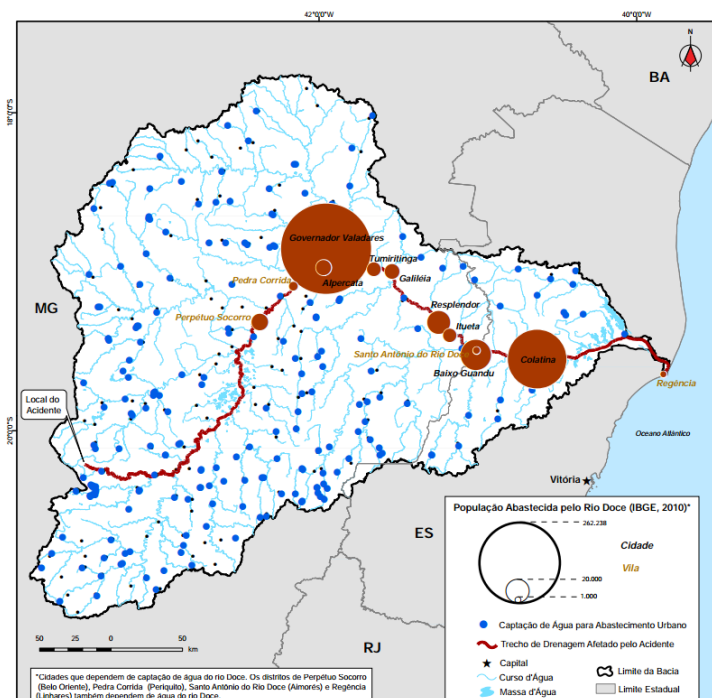 42°0'0"W
40°0'0"W
N
BA
18°0'0"S
Governador Valadares
Tumiritinga
Pedra Corrida
Alpercata
Galiléia
MG
Perpétuo Socorro
Resplendor
Itueta
Santo Antônio do Rio Doce
Colatina
Baixo Guandu
Regência
Local do
Acidente
20°0'0"S
Oceano Atlântico
Vitória
ES
RJ
População Abastecida pelo Rio Doce (IBGE, 2010)*
262.238
Cidade
Vila
20.000
1.000
Captação de Água para Abastecimento Urbano
Trecho de Drenagem Afetado pelo Acidente
Capital
Limite da Bacia
Curso d'Água
Massa d'Água
Limite Estadual
50 25 0 50
km
*Cidades que dependem de captação de água do rio Doce. Os distritos de Perpétuo Socorro
(Belo Oriente), Pedra Corrida (Periquito), Santo Antônio do Rio Doce (Aimorés) e Regência
(Linhares) também dependem de água do rio Doce.